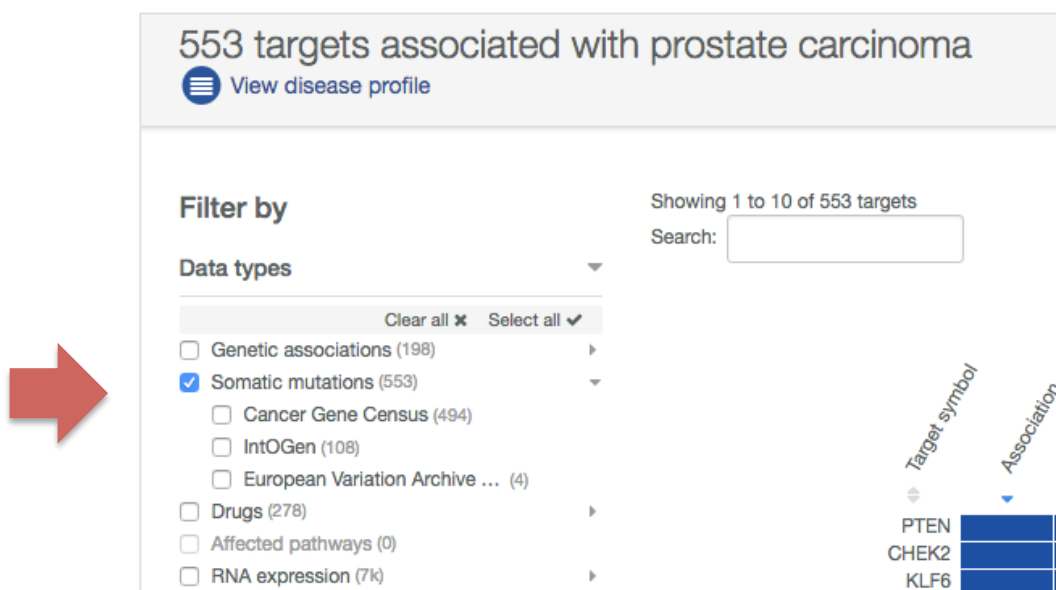 553 targets associated with prostate carcinoma
View disease profile
Filter by
Data types
Clear all ✖ Select all ✔
Genetic associations (198)
Somatic mutations (553)
Cancer Gene Census (494)
IntOGen (108)
European Variation Archive ... (4)
Drugs (278)
Affected pathways (0)
RNA expression (7k)
Showing 1 to 10 of 553 targets
Search:
Target symbol
Association
PTEN
CHEK2
KLF6